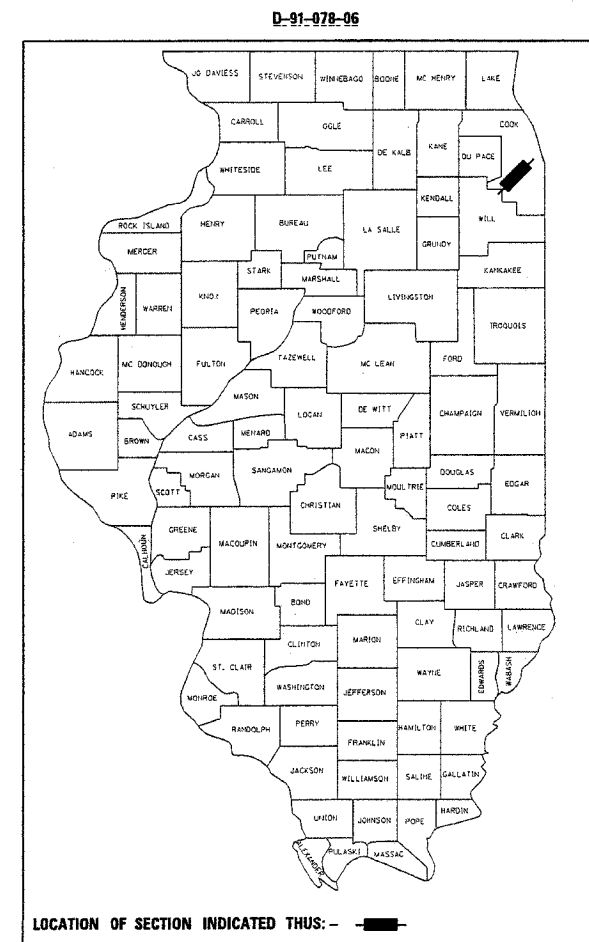 D-91-078-06
JO DAVIESS STEVENSON WINNEBAGO BOONE MC HENRY LAKE
CARROLL OGLE DE KALB KANE COOK
DU PAGE
WHITESIDE LEE
KENDALL WILL
ROCK ISLAND HENRY BUREAU LA SALLE GRUNDY
MERCER PUTNAM
STARK MARSHALL KANKAKEE
HENDERSON WARREN KNOX PEORIA WOODFORD LIVINGSTON IROQUOIS
HANCOCK MC DONOUGH FULTON TAZEWELL MC LEAN FORD
MASON
SCHUYLER LOGAN DE WITT CHAMPAIGN VERMILION
ADAMS BROWN CASS MENARD MACON PIATT
PIKE SCOTT MORGAN SANGAMON MOULTRIE DOUGLAS EDGAR
CHRISTIAN COLES
GREENE MACOUPIN SHELBY
CALHOUN MONTGOMERY CUMBERLAND CLARK
JERSEY
FAYETTE EFFINGHAM JASPER CRAWFORD
MADISON BOND
CLAY RICHLAND LAWRENCE
CLINTON MARION
ST. CLAIR WAYNE EDWARDS WABASH
MONROE WASHINGTON JEFFERSON
RANDOLPH PERRY HAMILTON WHITE
FRANKLIN
JACKSON WILLIAMSON SALINE GALLATIN
HARDIN
UNION JOHNSON POPE
ALEXANDER PULASKI MASSAC
LOCATION OF SECTION INDICATED THUS: -